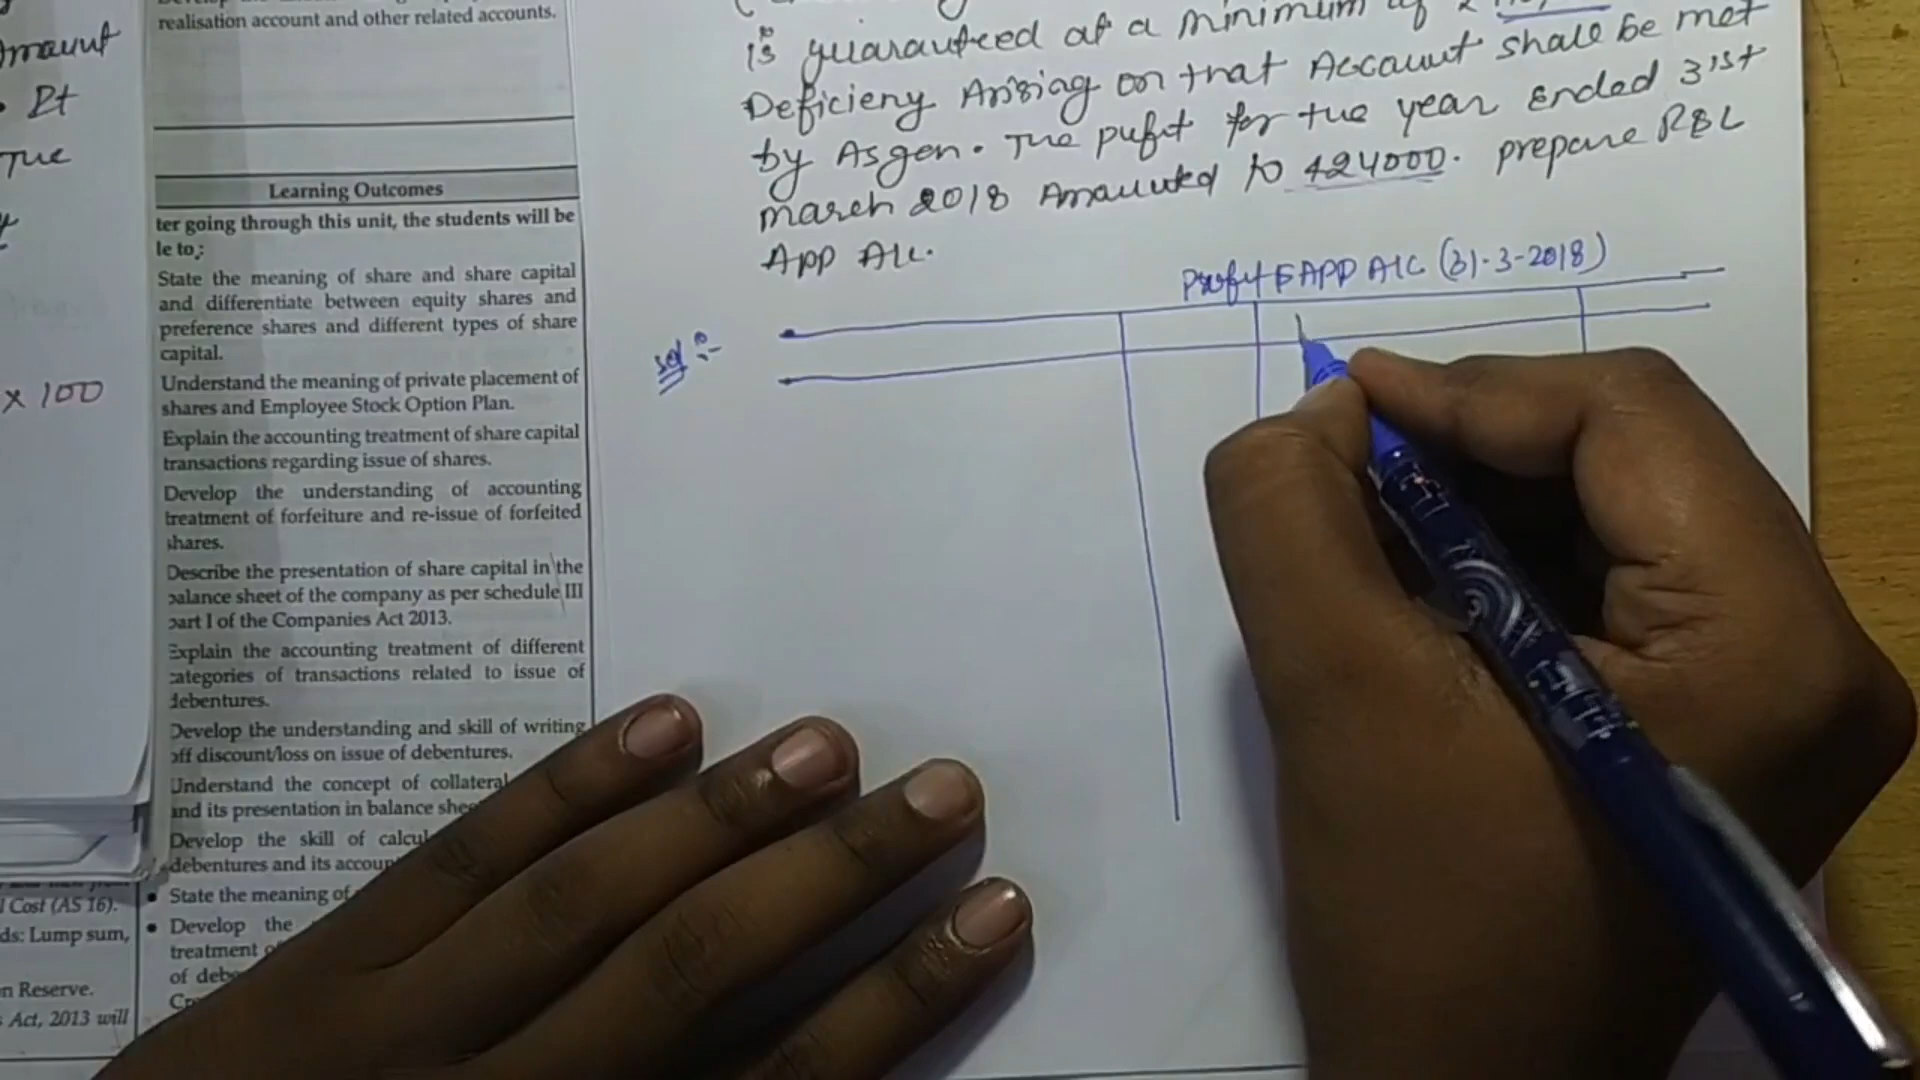 realisation account and other related accounts.
Amount
Pt
The
x 100
Learning Outcomes
ter going through this unit, the students will be
le to;
State the meaning of share and share capital
and differentiate between equity shares and
preference shares and different types of share
capital.
Understand the meaning of private placement of
shares and Employee Stock Option Plan.
Explain the accounting treatment of share capital
transactions regarding issue of shares.
Develop the understanding of accounting
treatment of forfeiture and re-issue of forfeited
shares.
Describe the presentation of share capital in the
balance sheet of the company as per schedule III
part I of the Companies Act 2013.
Explain the accounting treatment of different
categories of transactions related to issue of
debentures.
Develop the understanding and skill of writing
off discount/loss on issue of debentures.
Understand the concept of collateral
and its presentation in balance shee
Develop the skill of calcul
debentures and its accoun
• State the meaning of
• Develop the
treatment o
of debe
l Cost (AS 16).
ds: Lump sum,
n Reserve.
s Act, 2013 will
is guaranteed at a minimum of
Deficieny Arising on that Account shall be met
by Asgen. The pufit for the year Ended 31st
march 2018 Amaunted to 424000. prepare P&L
App A/c.
Profit & APP A/C (31-3-2018)
sol :-